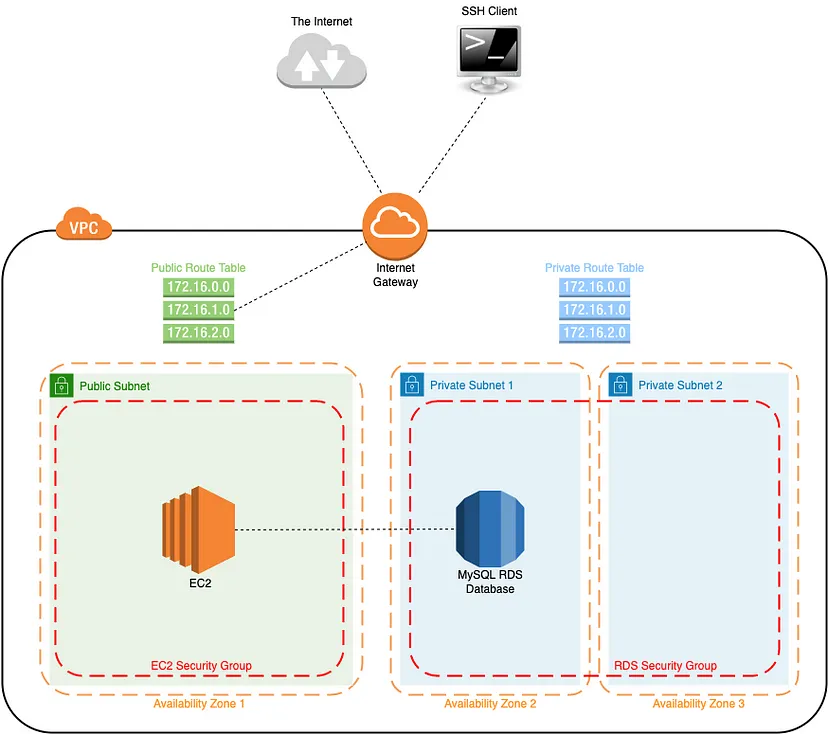 The Internet
SSH Client
>_
VPC
Internet
Gateway
Public Route Table
172.16.0.0
172.16.1.0
172.16.2.0
Private Route Table
172.16.0.0
172.16.1.0
172.16.2.0
Public Subnet
Private Subnet 1
Private Subnet 2
EC2
MySQL RDS
Database
EC2 Security Group
RDS Security Group
Availability Zone 1
Availability Zone 2
Availability Zone 3